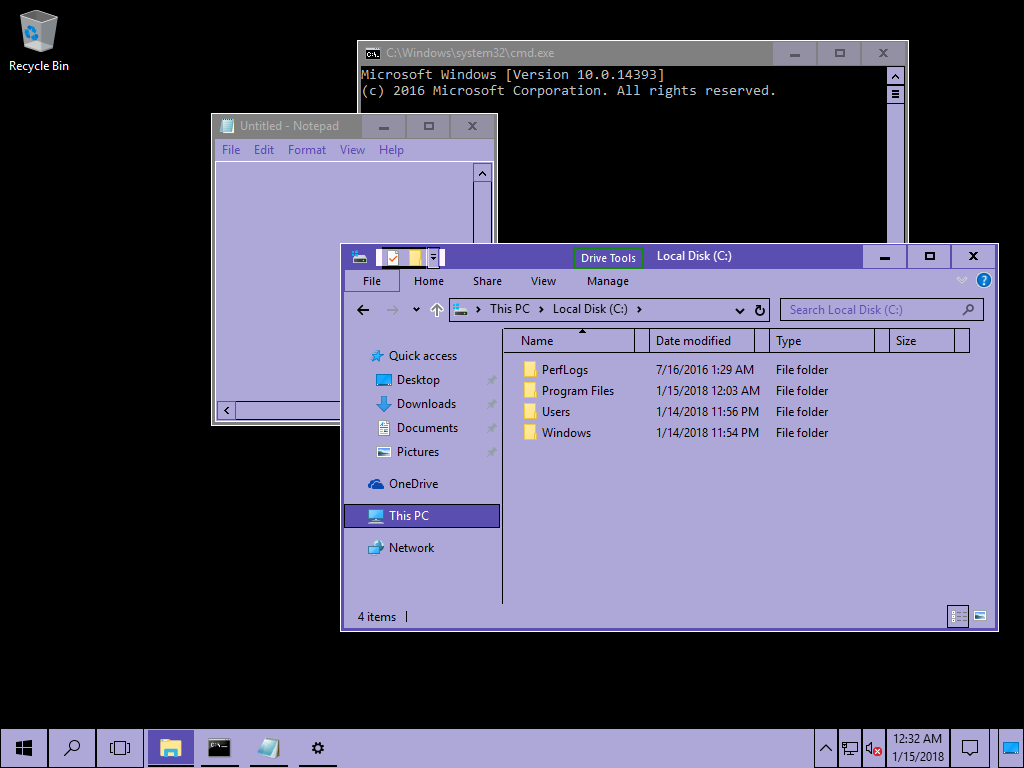 Recycle Bin
C:\Windows\system32\cmd.exe
Microsoft Windows [Version 10.0.14393]
(c) 2016 Microsoft Corporation. All rights reserved.
Untitled - Notepad
File Edit Format View Help
Drive Tools Local Disk (C:)
File Home Share View Manage
This PC Local Disk (C:) Search Local Disk (C:)
Name Date modified Type Size
Quick access
Desktop
Downloads
Documents
Pictures
OneDrive
This PC
Network
PerfLogs 7/16/2016 1:29 AM File folder
Program Files 1/15/2018 12:03 AM File folder
Users 1/14/2018 11:56 PM File folder
Windows 1/14/2018 11:54 PM File folder
4 items
12:32 AM
1/15/2018